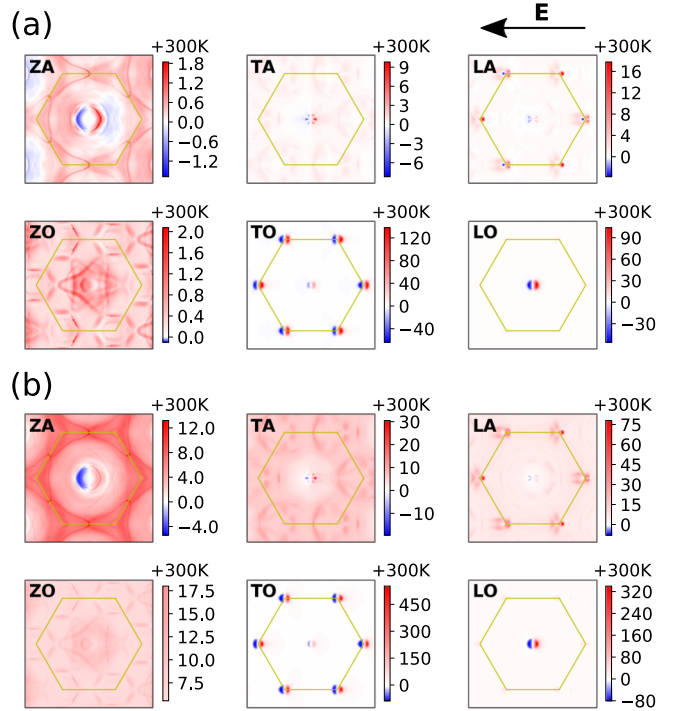 (a)
E
ZA
+300K
1.8
1.2
0.6
0.0
−0.6
−1.2
TA
+300K
9
6
3
0
−3
−6
LA
+300K
16
12
8
4
0
ZO
+300K
2.0
1.6
1.2
0.8
0.4
0.0
TO
+300K
120
80
40
0
−40
LO
+300K
90
60
30
0
−30
(b)
ZA
+300K
12.0
8.0
4.0
0.0
−4.0
TA
+300K
30
20
10
0
−10
LA
+300K
75
60
45
30
15
0
ZO
+300K
17.5
15.0
12.5
10.0
7.5
TO
+300K
450
300
150
0
LO
+300K
320
240
160
80
0
−80